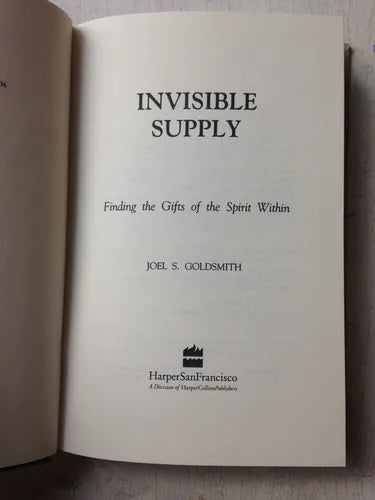 INVISIBLE
SUPPLY
Finding the Gifts of the Spirit Within
JOEL S. GOLDSMITH
HarperSanFrancisco
A Division of HarperCollinsPublishers